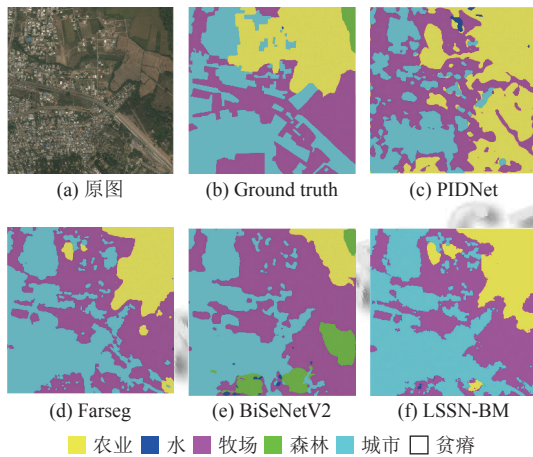 (a) 原图
(b) Ground truth
(c) PIDNet
(d) Farseg
(e) BiSeNetV2
(f) LSSN-BM
农业 水 牧场 森林 城市 贫瘠